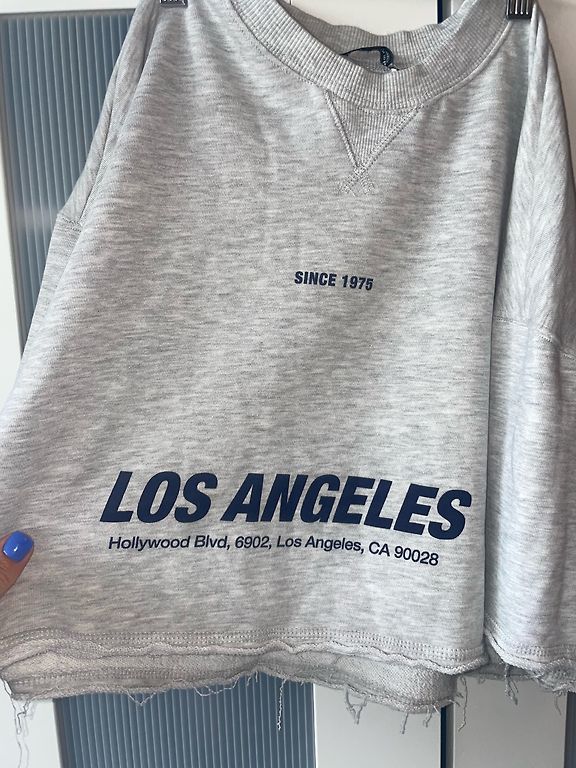 SINCE 1975
LOS ANGELES
Hollywood Blvd, 6902, Los Angeles, CA 90028